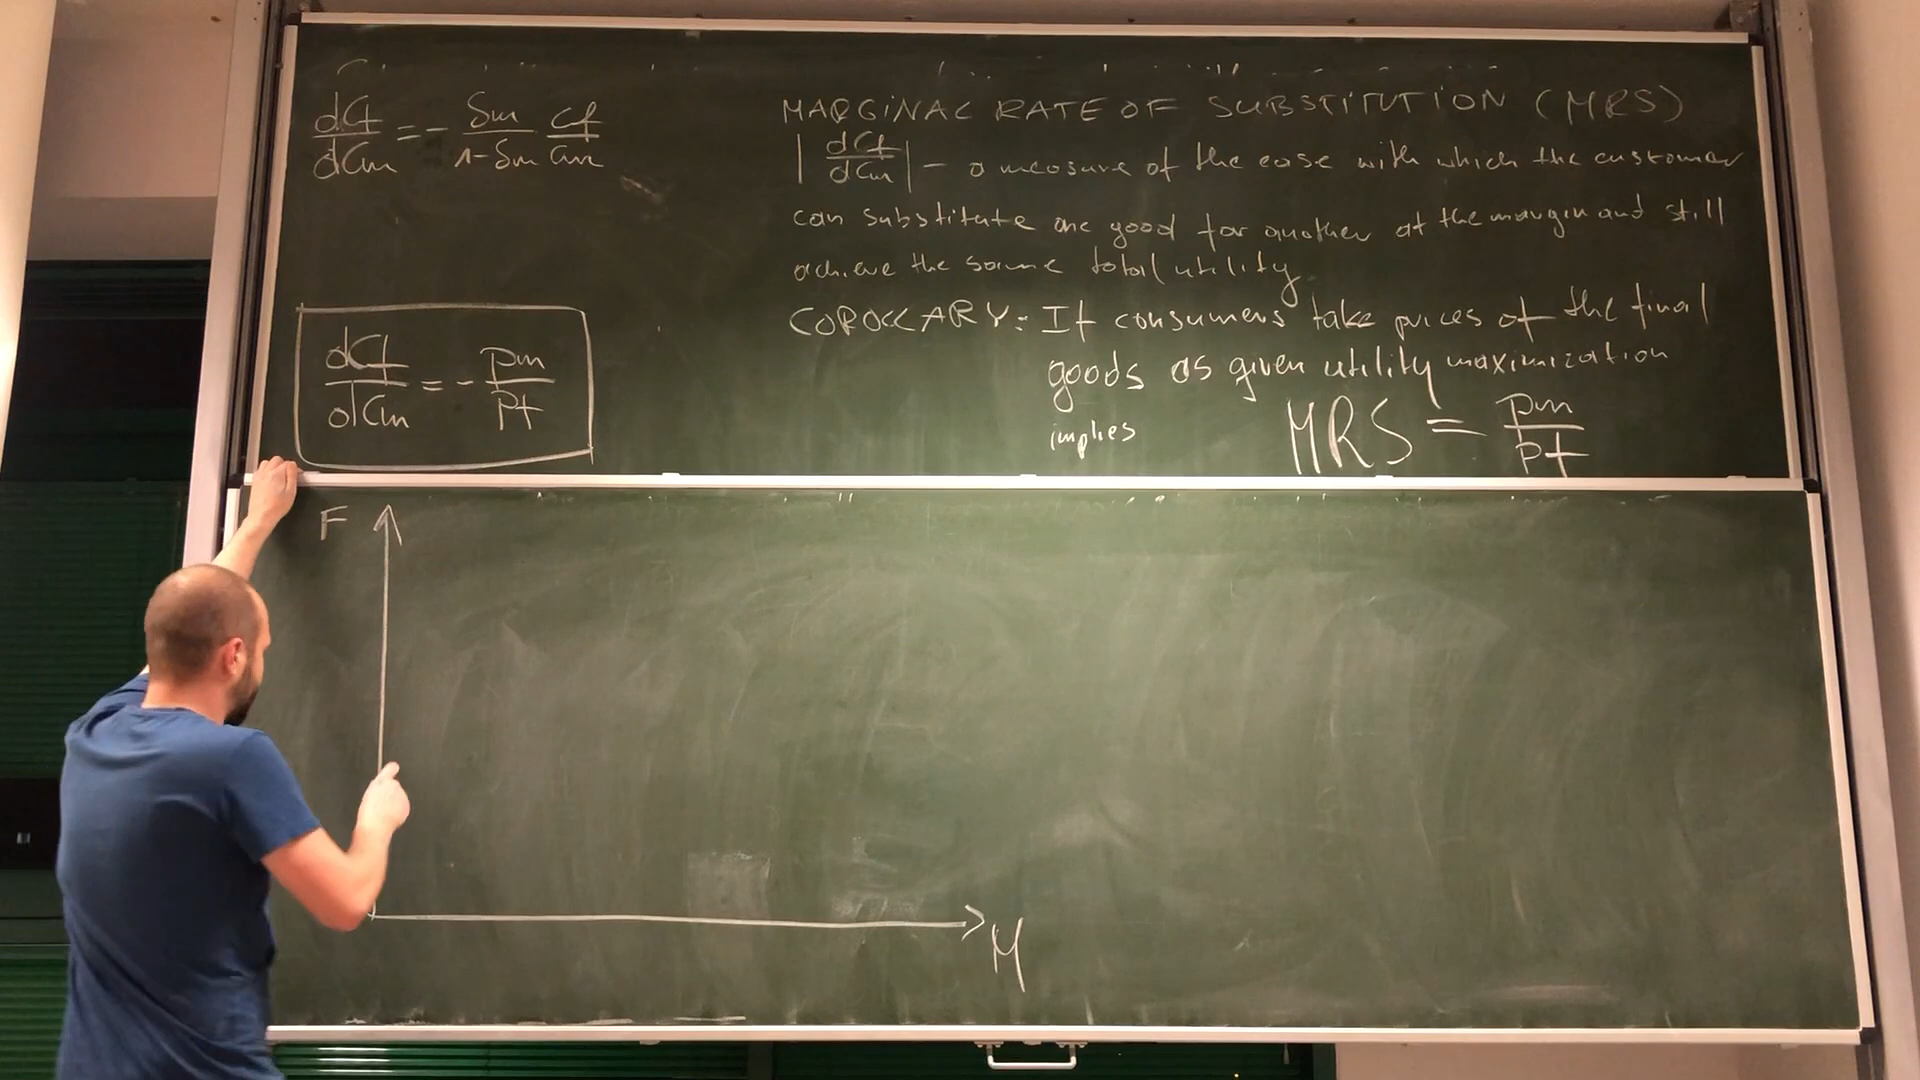 dCf/dCm = - δm/1-δm Cf/Cm
MARGINAL RATE OF SUBSTITUTION (MRS)
|dCf/dCm| - a measure of the ease with which the customer
can substitute one good for another at the margin and still
achieve the same total utility.
COROLLARY: If consumers take prices of the final
goods as given utility maximization
implies MRS = pm/pf
dCf/dCm = - pm/pf
F
M